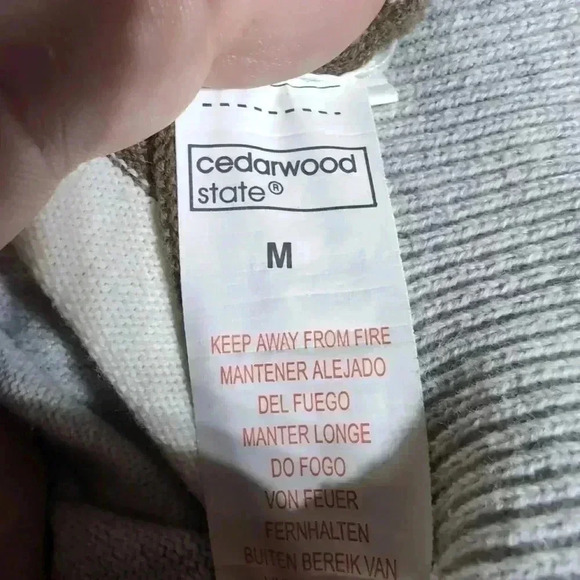 cedarwood
state®
M
KEEP AWAY FROM FIRE
MANTENER ALEJADO
DEL FUEGO
MANTER LONGE
DO FOGO
VON FEUER
FERNHALTEN
BUITEN BEREIK VAN